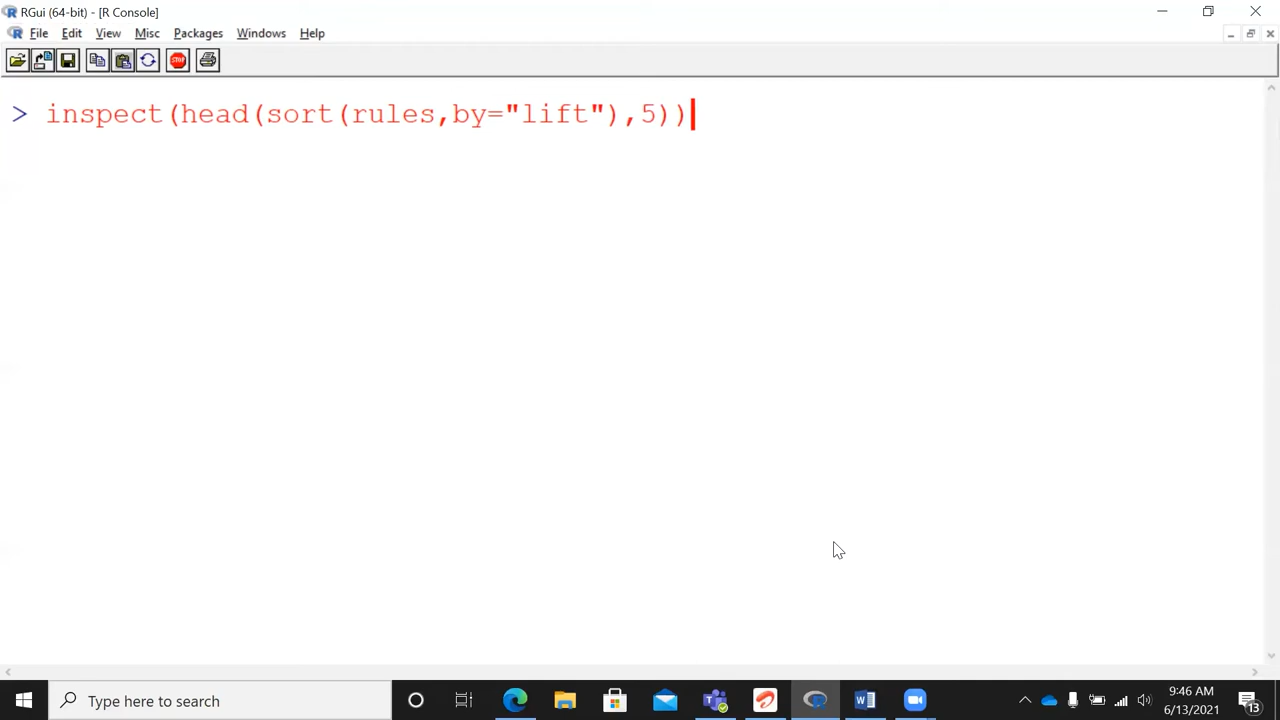 RGui (64-bit) - [R Console]
File Edit View Misc Packages Windows Help
STOP
> inspect(head(sort(rules,by="lift"),5))
Type here to search
9:46 AM
6/13/2021
13